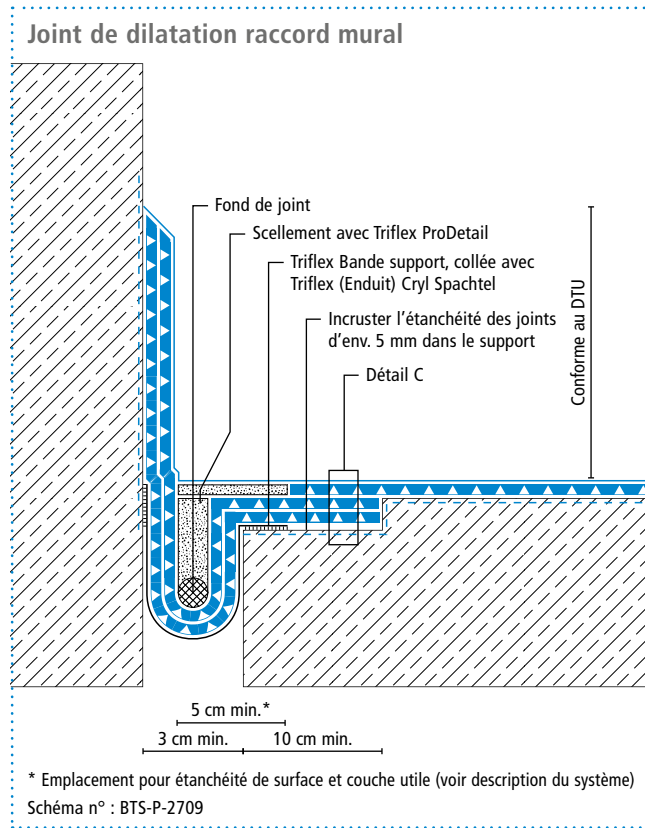 Joint de dilatation raccord mural
Fond de joint
Scellement avec Triflex ProDetail
Triflex Bande support, collée avec
Triflex (Enduit) Cryl Spachtel
Incruster l’étanchéité des joints
d’env. 5 mm dans le support
Détail C
Conforme au DTU
5 cm min.*
3 cm min.
10 cm min.
* Emplacement pour étanchéité de surface et couche utile (voir description du système)
Schéma n° : BTS-P-2709